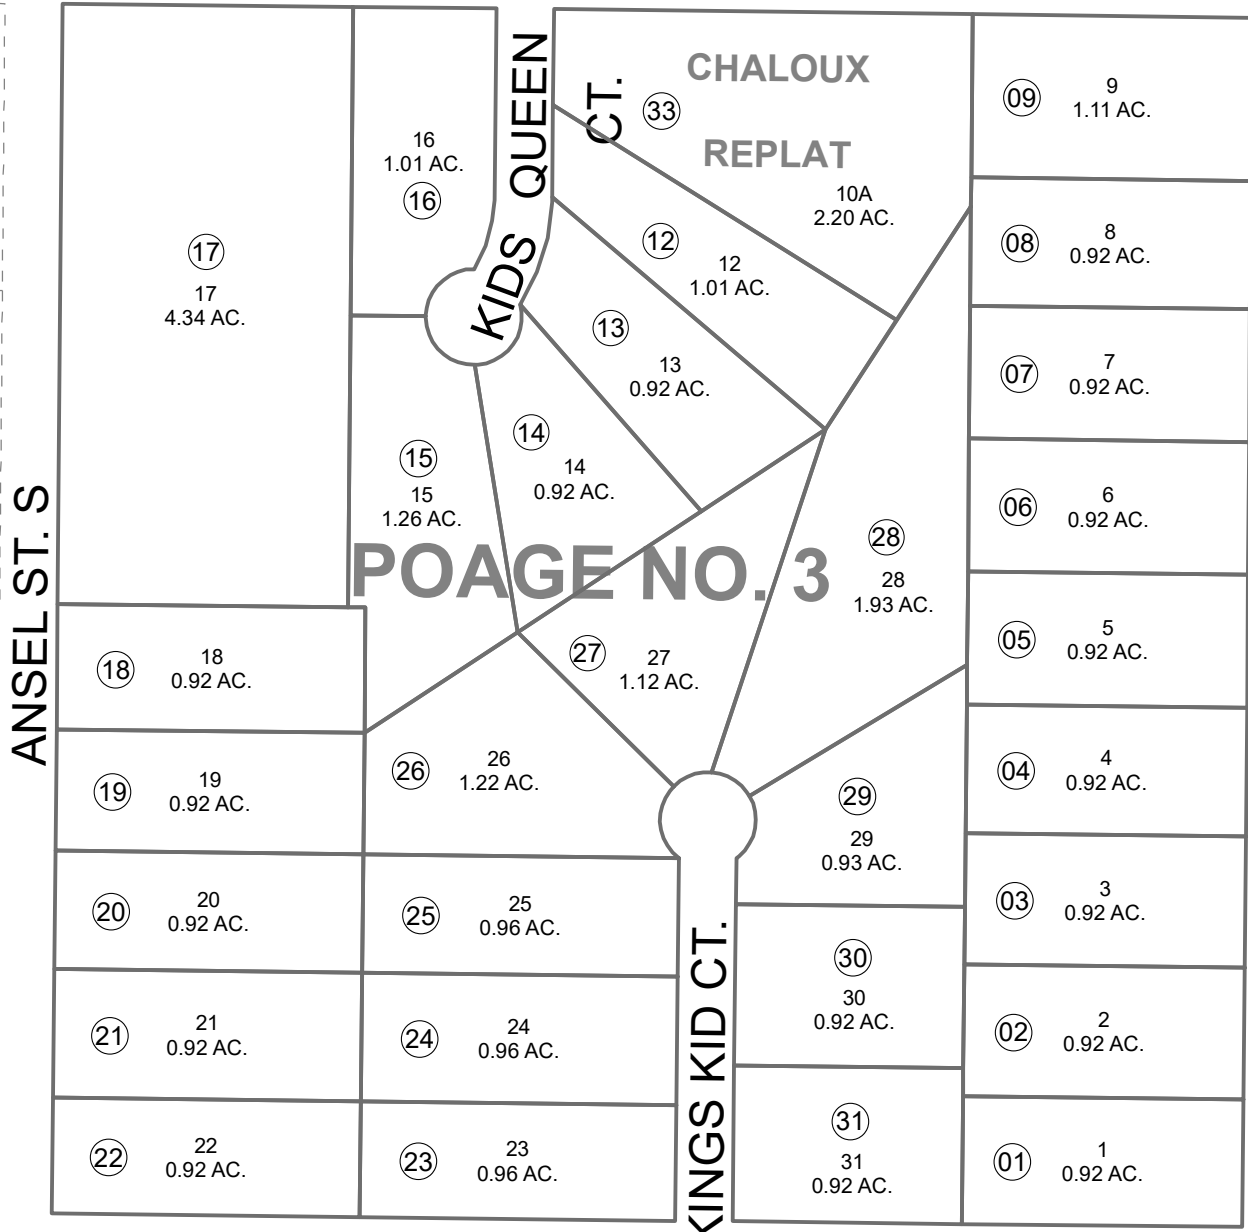 CHALOUX
REPLAT
33
10A
2.20 AC.
09
9
1.11 AC.
KIDS QUEEN CT.
16
1.01 AC.
16
17
17
4.34 AC.
12
12
1.01 AC.
08
8
0.92 AC.
13
13
0.92 AC.
07
7
0.92 AC.
14
14
0.92 AC.
15
15
1.26 AC.
06
6
0.92 AC.
28
28
1.93 AC.
POAGE NO. 3
ANSEL ST. S
05
5
0.92 AC.
18
18
0.92 AC.
27
27
1.12 AC.
19
19
0.92 AC.
26
26
1.22 AC.
04
4
0.92 AC.
29
29
0.93 AC.
20
20
0.92 AC.
25
25
0.96 AC.
03
3
0.92 AC.
30
30
0.92 AC.
KINGS KID CT.
21
21
0.92 AC.
24
24
0.96 AC.
02
2
0.92 AC.
31
31
0.92 AC.
22
22
0.92 AC.
23
23
0.96 AC.
01
1
0.92 AC.